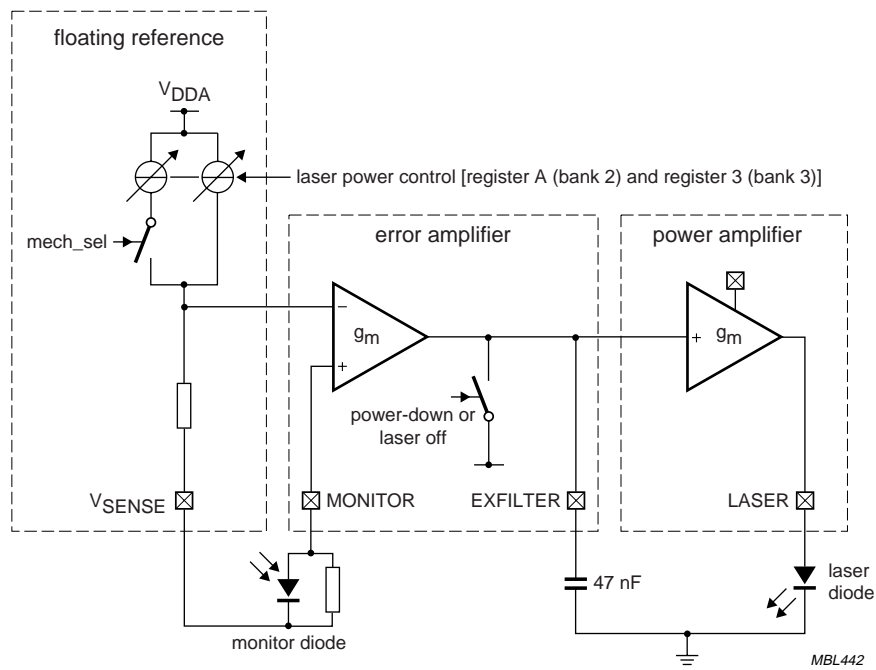 floating reference
VDDA
laser power control [register A (bank 2) and register 3 (bank 3)]
mech_sel
error amplifier
power amplifier
−
gm
+
+
gm
power-down or
laser off
VSENSE
MONITOR
EXFILTER
LASER
47 nF
laser
diode
monitor diode
MBL442